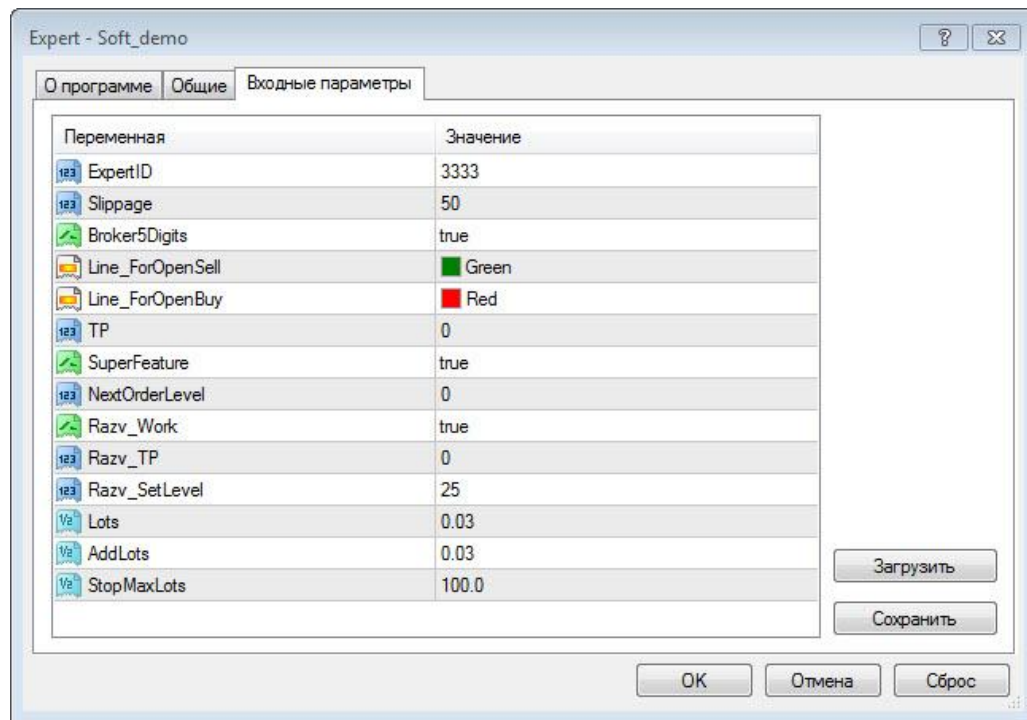 Expert - Soft_demo
О программе Общие Входные параметры
Переменная Значение
ExpertID 3333
Slippage 50
Broker5Digits true
Line_ForOpenSell Green
Line_ForOpenBuy Red
TP 0
SuperFeature true
NextOrderLevel 0
Razv_Work true
Razv_TP 0
Razv_SetLevel 25
Lots 0.03
AddLots 0.03
StopMaxLots 100.0
Загрузить
Сохранить
OK Отмена Сброс